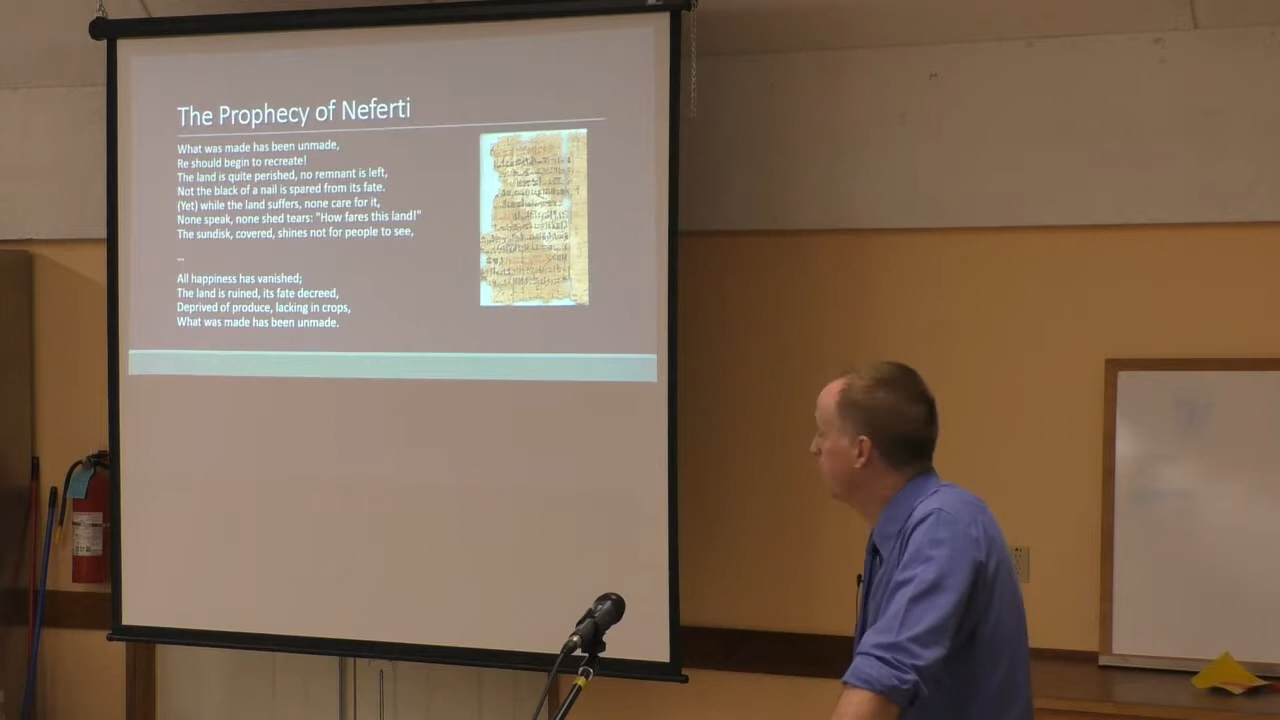 The Prophecy of Neferti
What was made has been unmade,
Re should begin to recreate!
The land is quite perished, no remnant is left,
Not the black of a nail is spared from its fate.
(Yet) while the land suffers, none care for it,
None speak, none shed tears: "How fares this land!"
The sundisk, covered, shines not for people to see,
...
All happiness has vanished;
The land is ruined, its fate decreed,
Deprived of produce, lacking in crops,
What was made has been unmade.